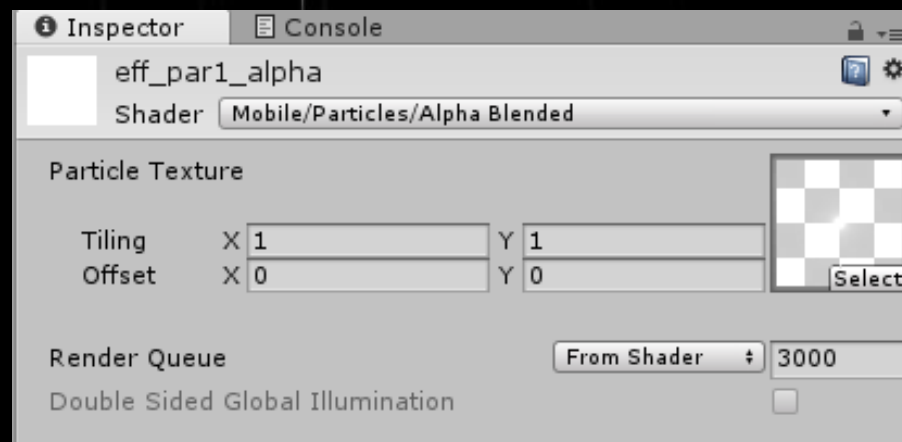 Inspector Console
eff_par1_alpha
Shader Mobile/Particles/Alpha Blended
Particle Texture
Tiling X 1 Y 1
Offset X 0 Y 0
Select
Render Queue From Shader 3000
Double Sided Global Illumination